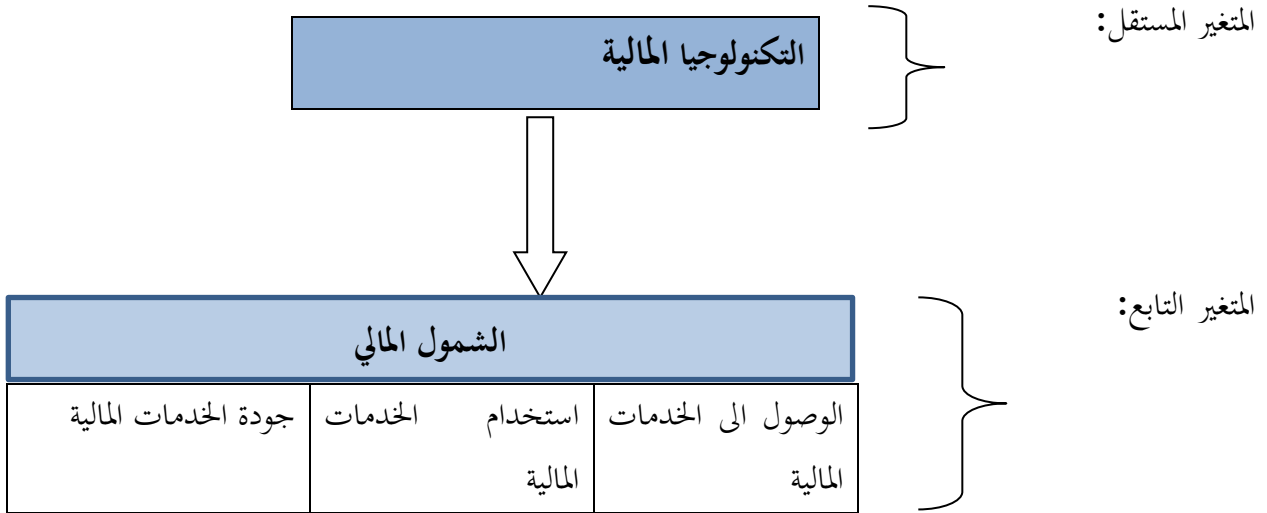 المتغير المستقل:
التكنولوجيا المالية
المتغير التابع:
الشمول المالي
الوصول الى الخدمات
المالية
استخدام الخدمات
المالية
جودة الخدمات المالية